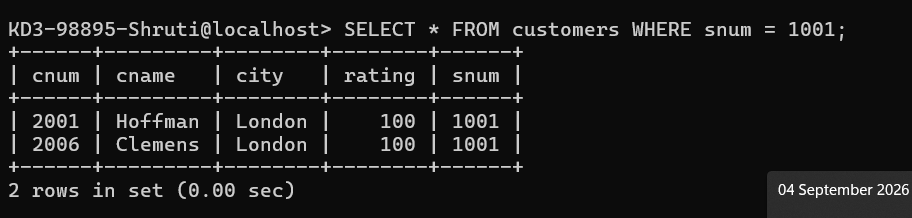 KD3-98895-Shruti@localhost> SELECT * FROM customers WHERE snum = 1001;
+------+---------+--------+--------+------+
| cnum | cname   | city   | rating | snum |
+------+---------+--------+--------+------+
| 2001 | Hoffman | London |    100 | 1001 |
| 2006 | Clemens | London |    100 | 1001 |
+------+---------+--------+--------+------+
2 rows in set (0.00 sec)
04 September 2026